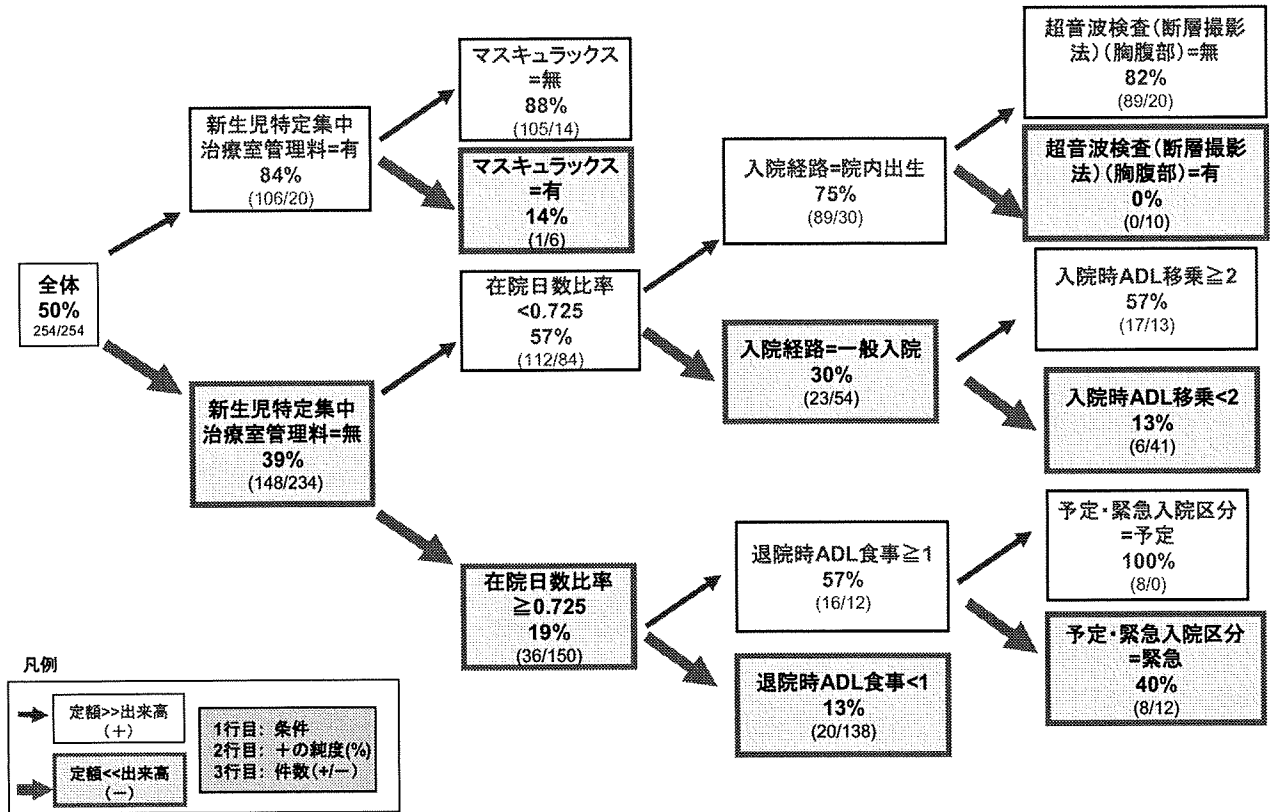 全体
50%
254/254
新生児特定集中
治療室管理料=有
84%
(106/20)
新生児特定集中
治療室管理料=無
39%
(148/234)
マスキュラックス
=無
88%
(105/14)
マスキュラックス
=有
14%
(1/6)
在院日数比率
<0.725
57%
(112/84)
在院日数比率
≧0.725
19%
(36/150)
入院経路=院内出生
75%
(89/30)
入院経路=一般入院
30%
(23/54)
退院時ADL食事≧1
57%
(16/12)
退院時ADL食事<1
13%
(20/138)
超音波検査(断層撮影
法)(胸腹部)=無
82%
(89/20)
超音波検査(断層撮影
法)(胸腹部)=有
0%
(0/10)
入院時ADL移乗≧2
57%
(17/13)
入院時ADL移乗<2
13%
(6/41)
予定・緊急入院区分
=予定
100%
(8/0)
予定・緊急入院区分
=緊急
40%
(8/12)
凡例
定額>>出来高
(+)
定額<<出来高
(-)
1行目: 条件
2行目: +の純度(%)
3行目: 件数(+/-)